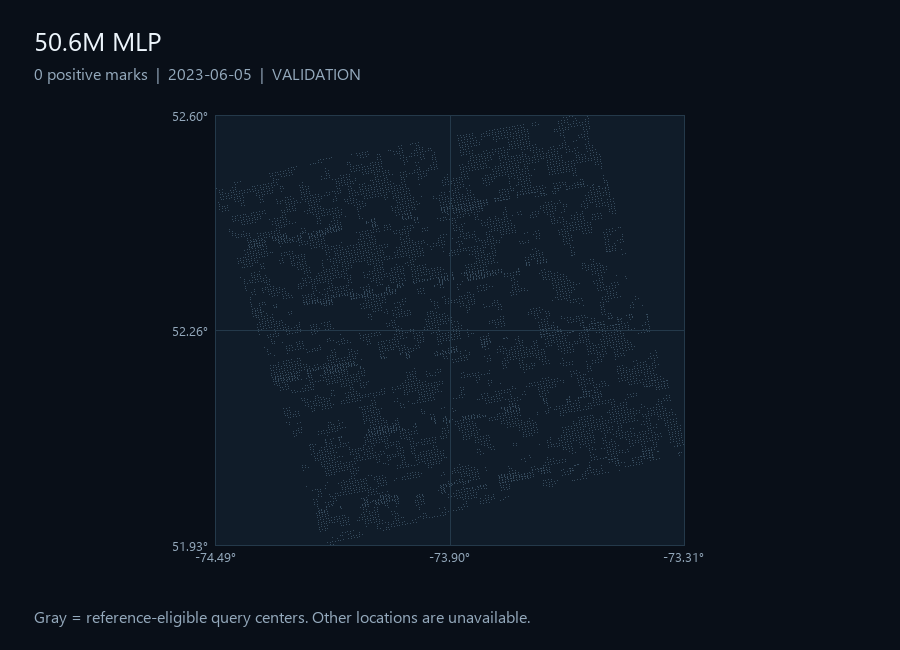 50.6M MLP
0 positive marks | 2023-06-05 | VALIDATION
52.60°
52.26°
51.93°
-74.49°
-73.90°
-73.31°
Gray = reference-eligible query centers. Other locations are unavailable.